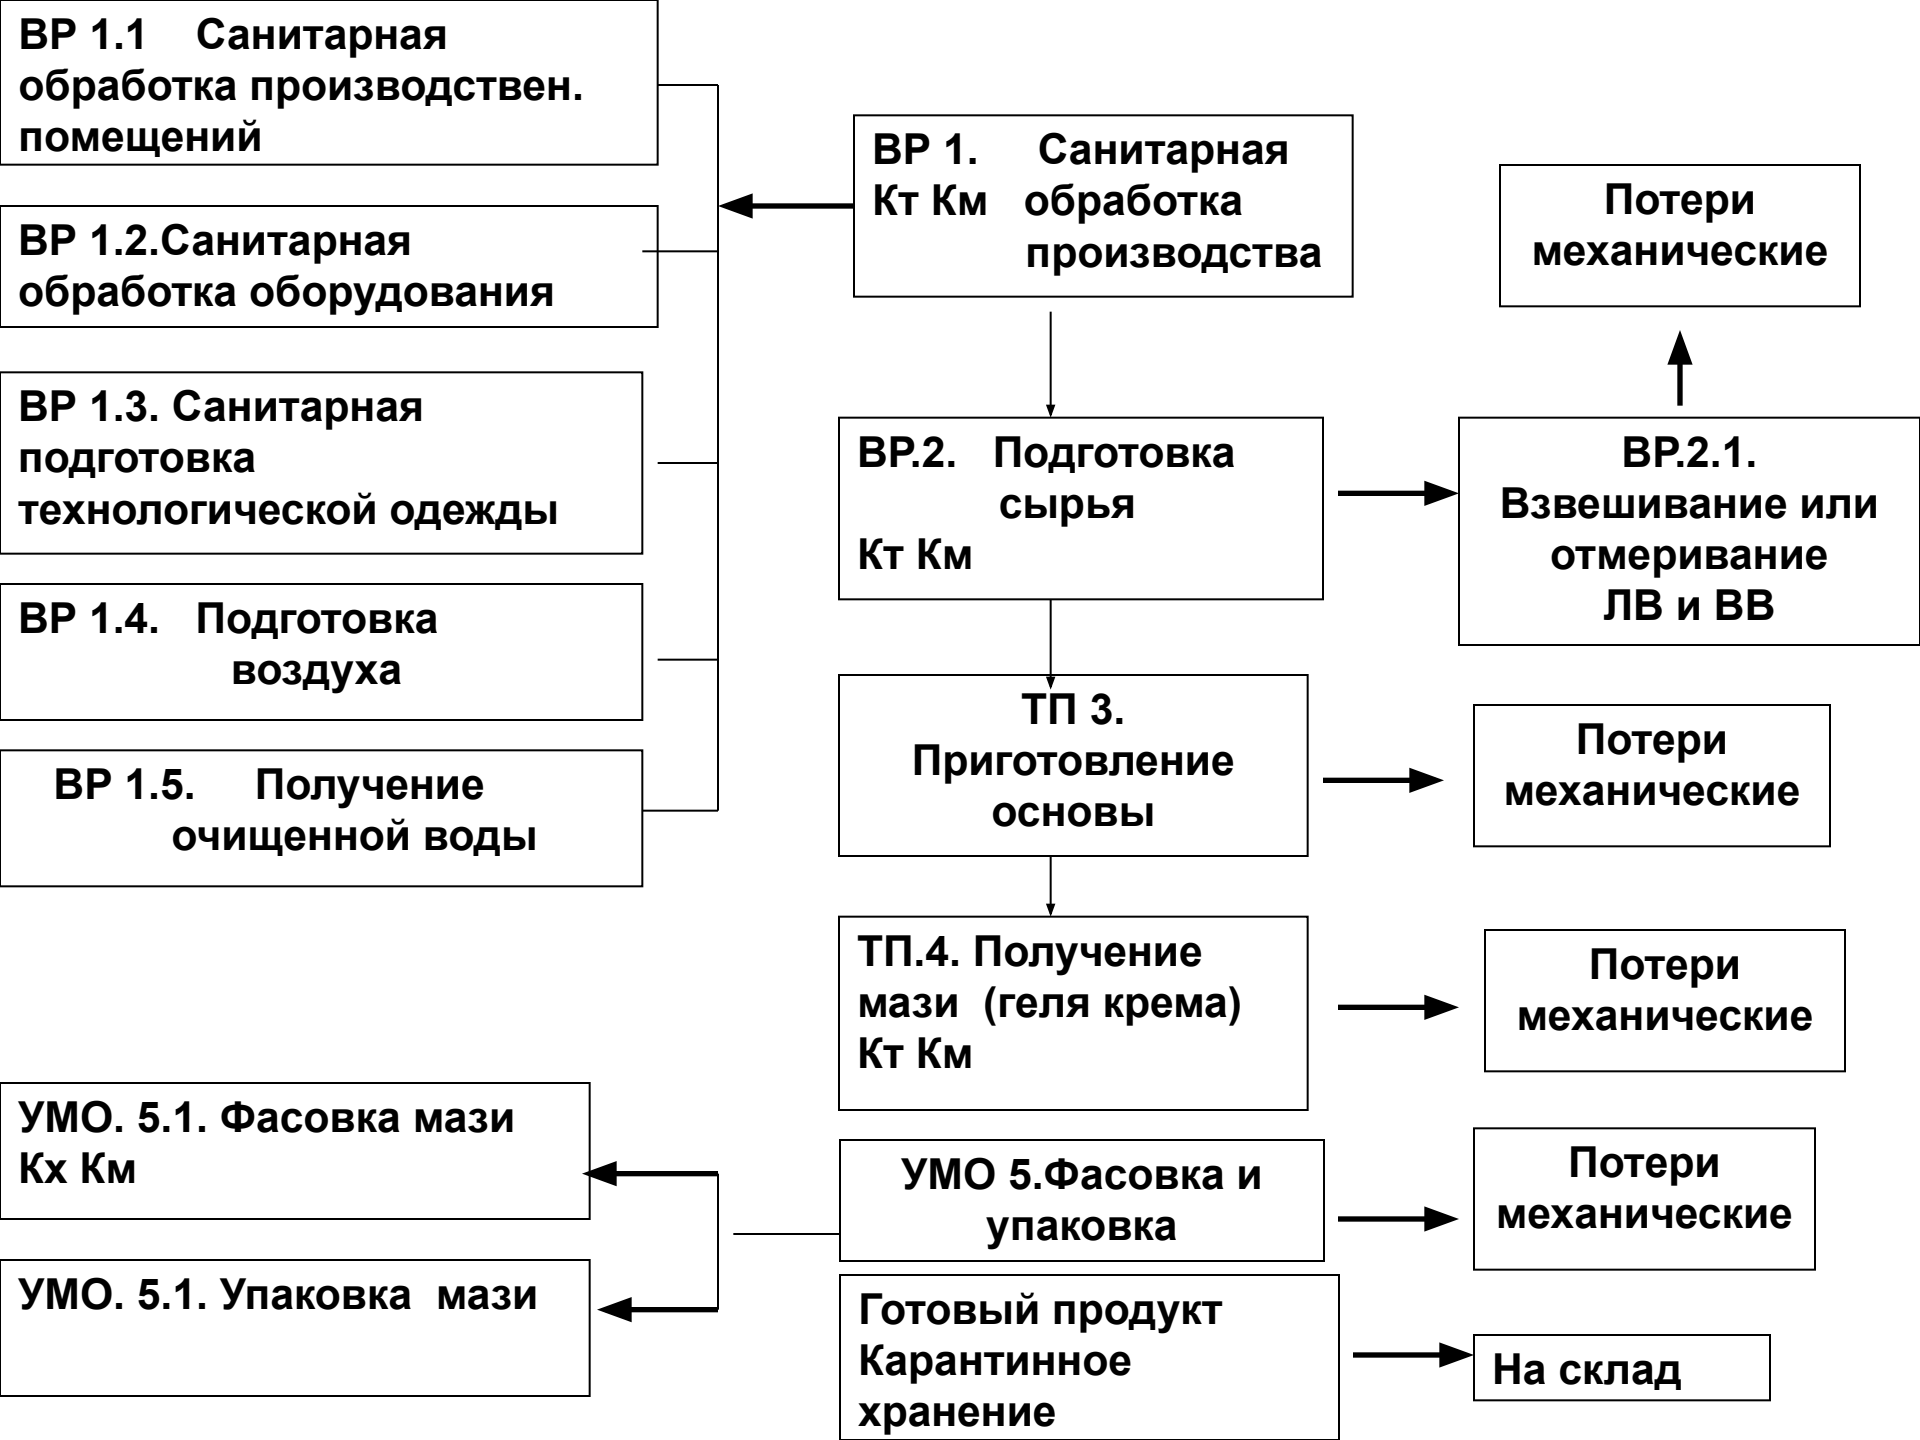 ВР 1.1 Санитарная
обработка производствен.
помещений
ВР 1.2.Санитарная
обработка оборудования
ВР 1.3. Санитарная
подготовка
технологической одежды
ВР 1.4. Подготовка
воздуха
ВР 1.5. Получение
очищенной воды
ВР 1. Санитарная
Кт Км обработка
производства
Потери
механические
ВР.2. Подготовка
сырья
Кт Км
ВР.2.1.
Взвешивание или
отмеривание
ЛВ и ВВ
ТП 3.
Приготовление
основы
Потери
механические
ТП.4. Получение
мази (геля крема)
Кт Км
Потери
механические
УМО. 5.1. Фасовка мази
Кх Км
УМО. 5.1. Упаковка мази
УМО 5.Фасовка и
упаковка
Потери
механические
Готовый продукт
Карантинное
хранение
На склад